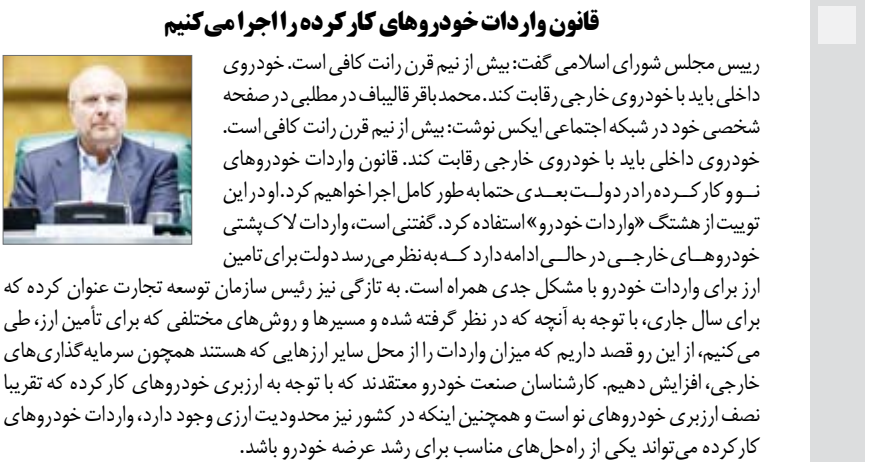 قانون واردات خودروهای کارکرده را اجرا می‌کنیم
رییس مجلس شورای اسلامی گفت: بیش از نیم قرن رانت کافی است. خودروی
داخلی باید با خودروی خارجی رقابت کند. محمدباقر قالیباف در مطلبی در صفحه
شخصی خود در شبکه اجتماعی ایکس نوشت: بیش از نیم قرن رانت کافی است.
خودروی داخلی باید با خودروی خارجی رقابت کند. قانون واردات خودروهای
نو و کارکرده را در دولت بعدی حتما به طور کامل اجرا خواهیم کرد. او در این
توییت از هشتگ «واردات خودرو» استفاده کرد. گفتنی است، واردات لاک‌پشتی
خودروهای خارجی در حالی ادامه دارد که به نظر می‌رسد دولت برای تامین
ارز برای واردات خودرو با مشکل جدی همراه است. به تازگی نیز رئیس سازمان توسعه تجارت عنوان کرده که
برای سال جاری، با توجه به آنچه که در نظر گرفته شده و مسیرها و روش‌های مختلفی که برای تأمین ارز، طی
می‌کنیم، از این رو قصد داریم که میزان واردات را از محل سایر ارزهایی که هستند همچون سرمایه‌گذاری‌های
خارجی، افزایش دهیم. کارشناسان صنعت خودرو معتقدند که با توجه به ارزبری خودروهای کارکرده که تقریبا
نصف ارزبری خودروهای نو است و همچنین اینکه در کشور نیز محدودیت ارزی وجود دارد، واردات خودروهای
کارکرده می‌تواند یکی از راه‌حل‌های مناسب برای رشد عرضه خودرو باشد.